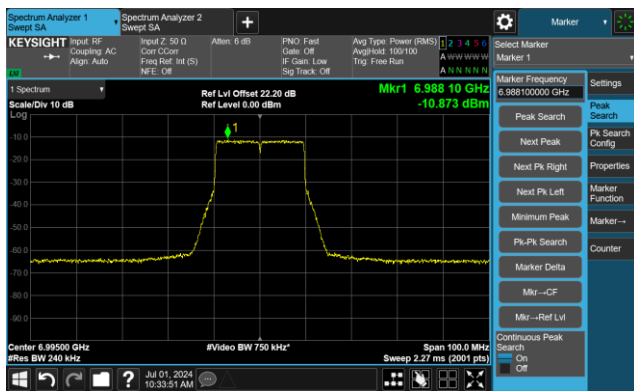 Spectrum Analyzer 1
Swept SA
Spectrum Analyzer 2
Swept SA
+
Marker
KEYSIGHT
Input: RF
Coupling: AC
Align: Auto
Input Z: 50 Ω
Corr CCorr
Freq Ref: Int (S)
NFE: Off
Atten: 6 dB
PNO: Fast
Gate: Off
IF Gain: Low
Sig Track: Off
Avg Type: Power (RMS)
Avg|Hold: 100/100
Trig: Free Run
1 2 3 4 5 6
A W W W W W
A N N N N N
LXI
Select Marker
Marker 1
1 Spectrum
Scale/Div 10 dB
Log
Ref Lvl Offset 22.20 dB
Ref Level 0.00 dBm
Mkr1 6.988 10 GHz
-10.873 dBm
1
-10.0
-20.0
-30.0
-40.0
-50.0
-60.0
-70.0
-80.0
-90.0
Center 6.99500 GHz
#Res BW 240 kHz
#Video BW 750 kHz*
Span 100.0 MHz
Sweep 2.27 ms (2001 pts)
Marker Frequency
6.988100000 GHz
Peak Search
Next Peak
Next Pk Right
Next Pk Left
Minimum Peak
Pk-Pk Search
Marker Delta
Mkr→CF
Mkr→Ref Lvl
Continuous Peak
Search
On
Off
Settings
Peak
Search
Pk Search
Config
Properties
Marker
Function
Marker→
Counter
?
Jul 01, 2024
10:33:51 AM